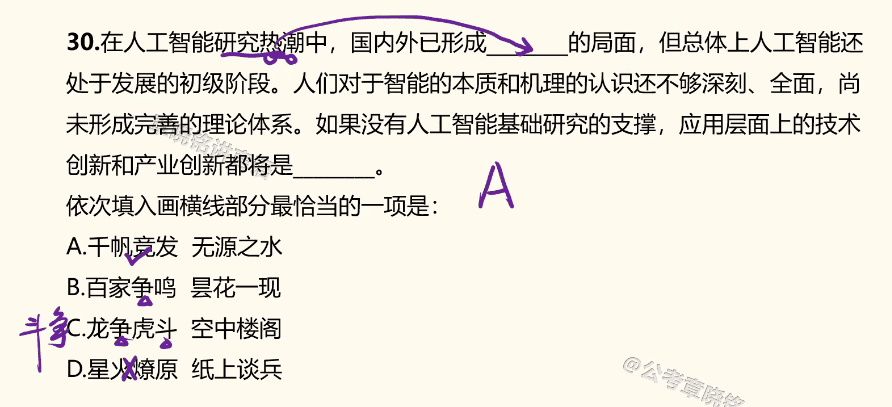 30.在人工智能研究热潮中，国内外已形成________的局面，但总体上人工智能还
处于发展的初级阶段。人们对于智能的本质和机理的认识还不够深刻、全面，尚
未形成完善的理论体系。如果没有人工智能基础研究的支撑，应用层面上的技术
创新和产业创新都将是________。
A
依次填入画横线部分最恰当的一项是：
A.千帆竞发 无源之水
B.百家争鸣 昙花一现
斗争
C.龙争虎斗 空中楼阁
D.星火燎原 纸上谈兵
@公考章晓铭